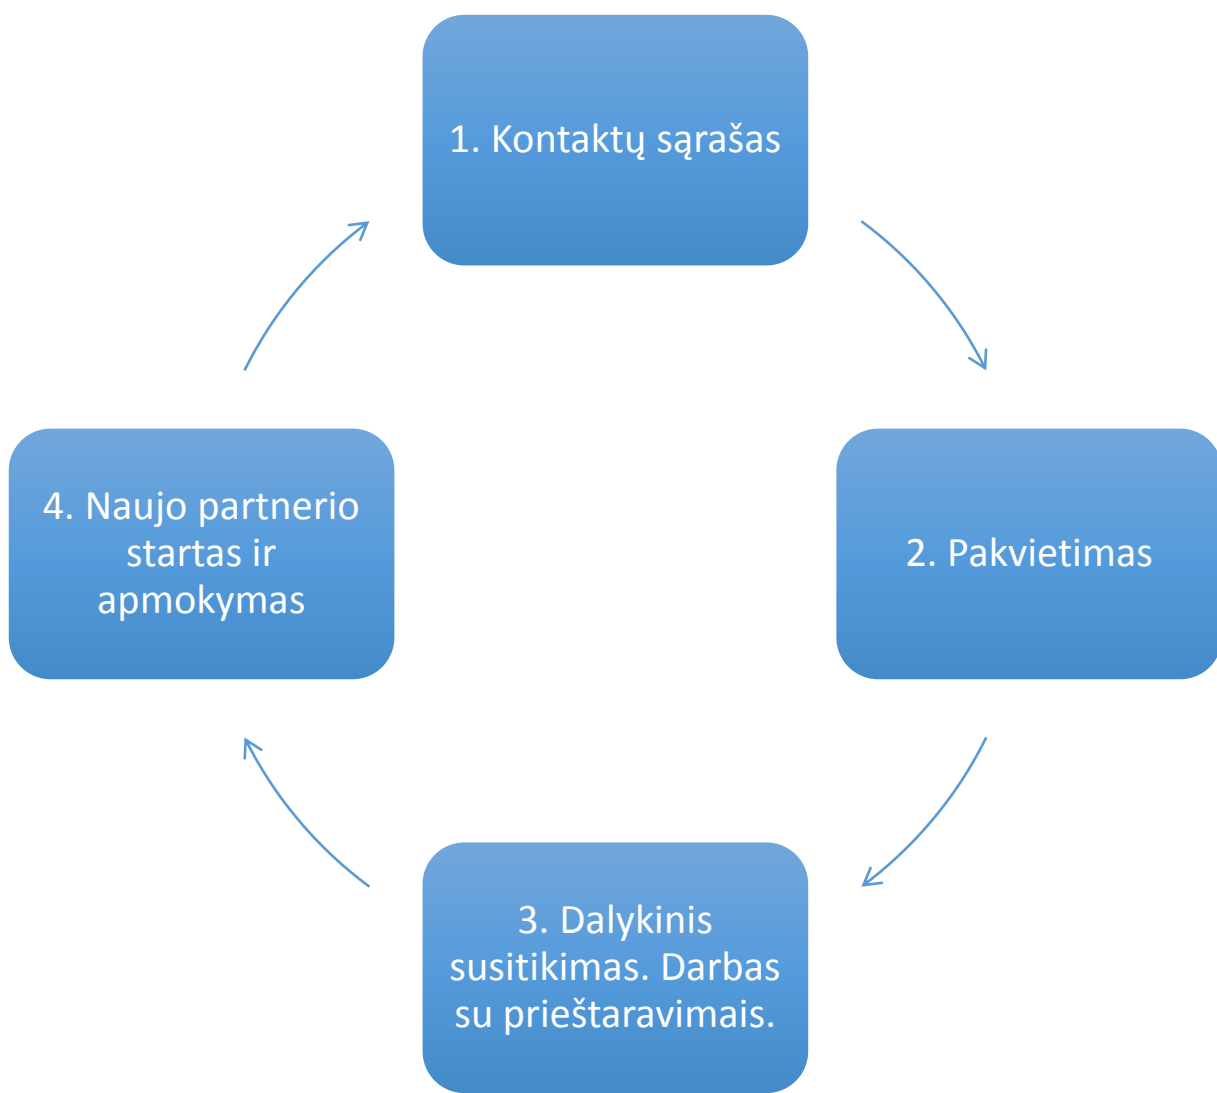 1. Kontaktų sąrašas
2. Pakvietimas
3. Dalykinis
susitikimas. Darbas
su prieštaravimais.
4. Naujo partnerio
startas ir
apmokymas